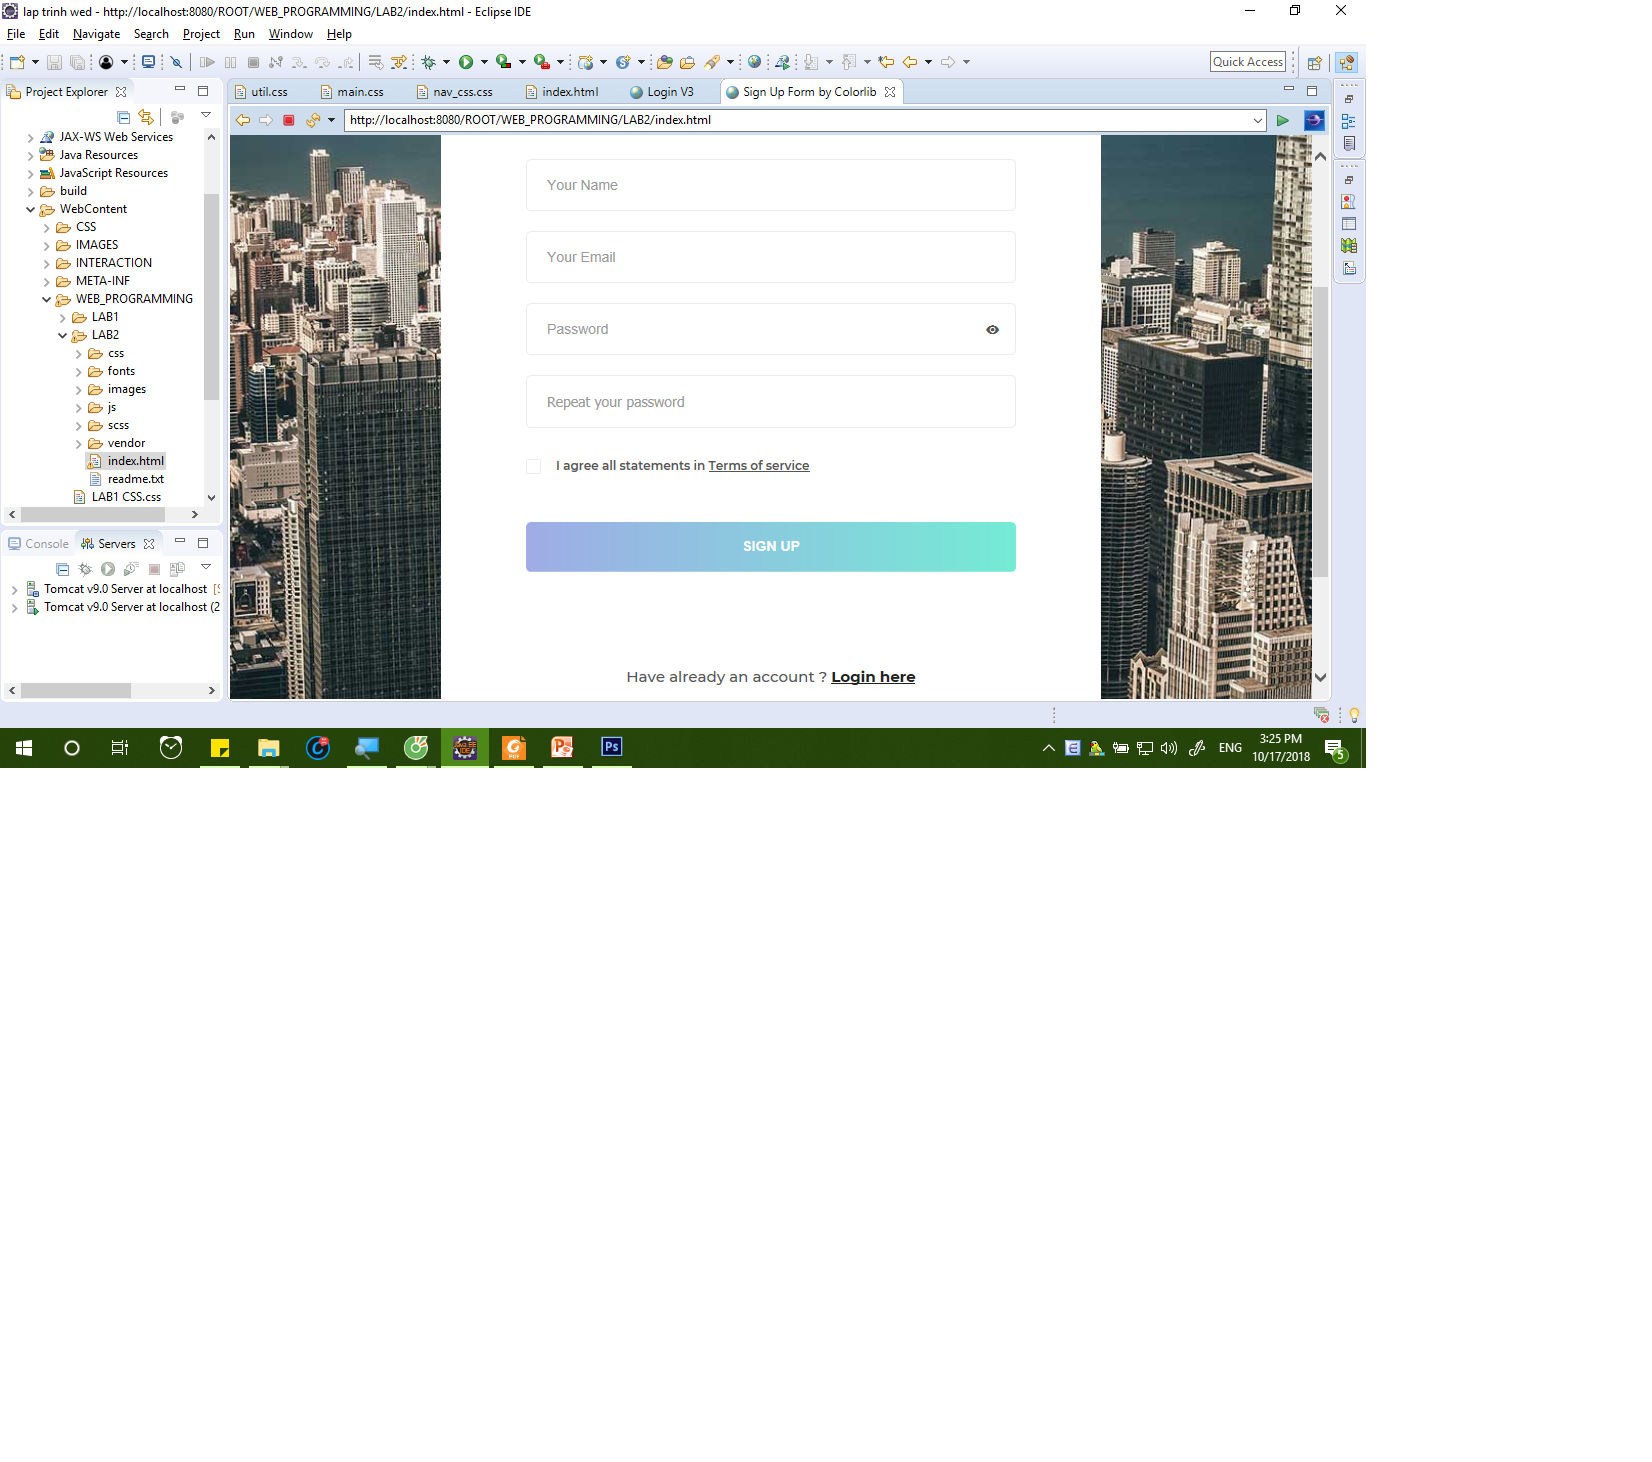 lap trinh wed - http://localhost:8080/ROOT/WEB_PROGRAMMING/LAB2/index.html - Eclipse IDE
File Edit Navigate Search Project Run Window Help
Quick Access
Project Explorer
util.css main.css nav_css.css index.html Login V3 Sign Up Form by Colorlib
http://localhost:8080/ROOT/WEB_PROGRAMMING/LAB2/index.html
JAX-WS Web Services
Java Resources
JavaScript Resources
build
WebContent
CSS
IMAGES
INTERACTION
META-INF
WEB_PROGRAMMING
LAB1
LAB2
css
fonts
images
js
scss
vendor
index.html
readme.txt
LAB1 CSS.css
Console Servers
Tomcat v9.0 Server at localhost
Tomcat v9.0 Server at localhost (2
Your Name
Your Email
Password
Repeat your password
I agree all statements in Terms of service
SIGN UP
Have already an account ? Login here
ENG
3:25 PM
10/17/2018
5